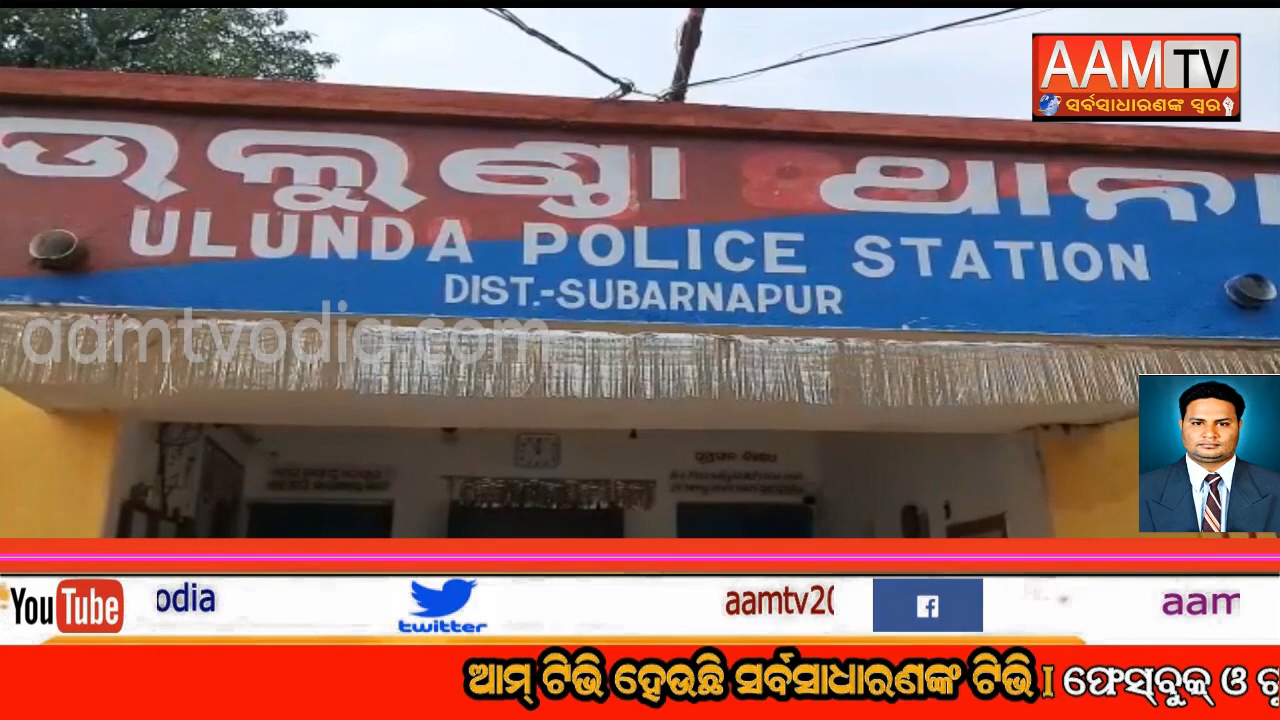 AAMTV
ସର୍ବସାଧାରଣଙ୍କ ସ୍ୱର
ଉଲୁଣ୍ଡା ଥାନା
ULUNDA POLICE STATION
DIST.-SUBARNAPUR
aamtvodia.com
YouTube odia twitter aamtv20 aam
ଆମ୍ ଟିଭି ହେଉଛି ସର୍ବସାଧାରଣଙ୍କ ଟିଭି I ଫେସ୍‌ବୁକ୍ ଓ